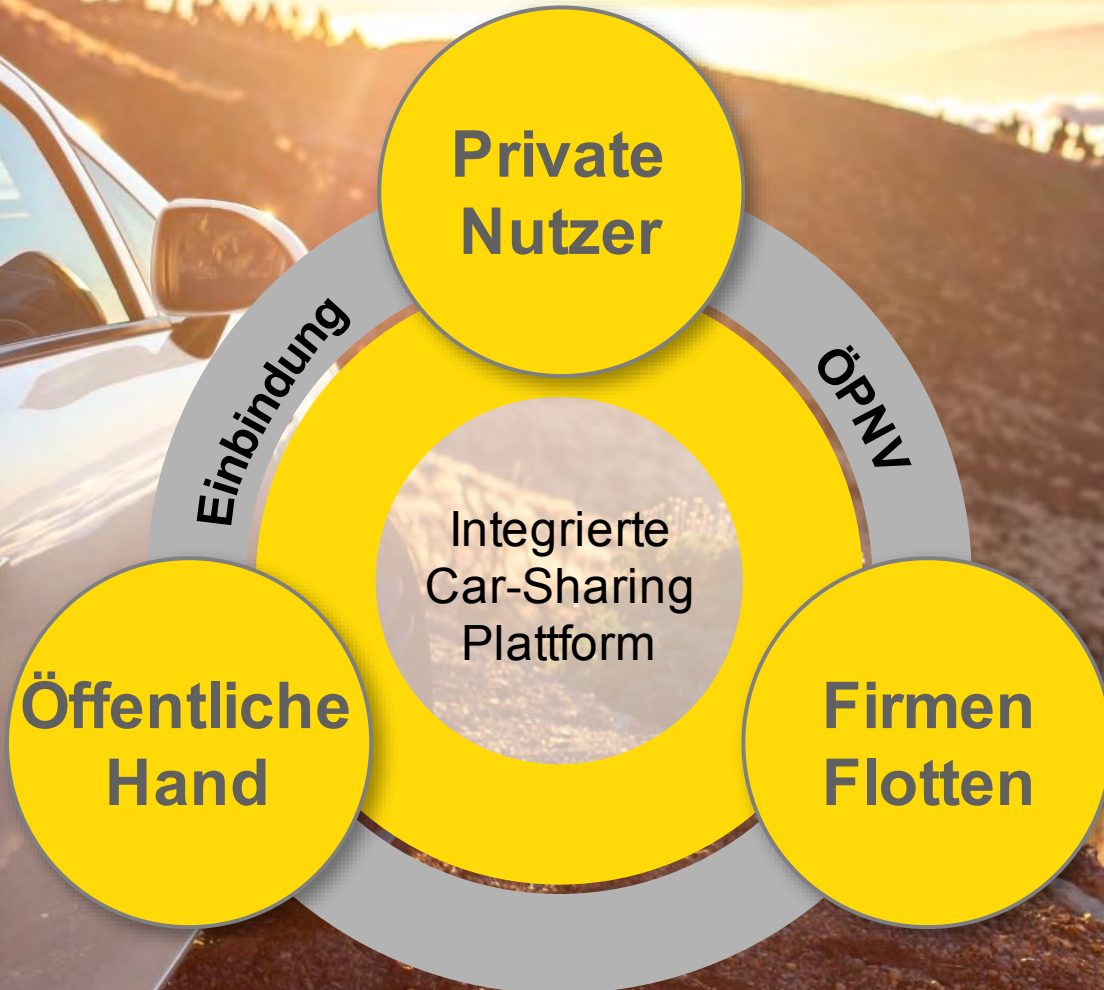 Private
Nutzer
Einbindung
ÖPNV
Integrierte
Car-Sharing
Plattform
Öffentliche
Hand
Firmen
Flotten